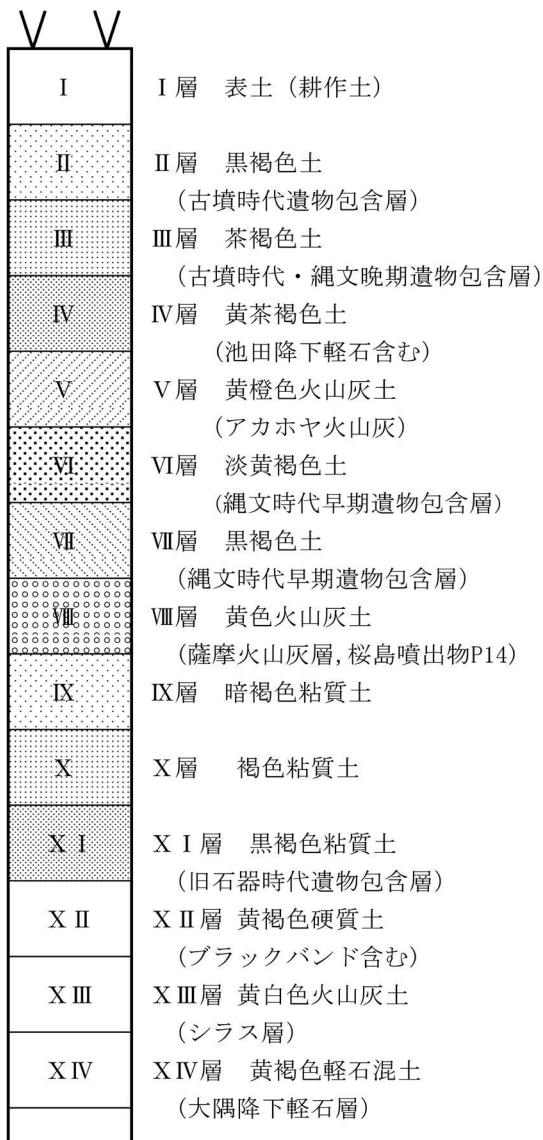 Ⅰ Ⅰ層 表土（耕作土）
Ⅱ Ⅱ層 黒褐色土
（古墳時代遺物包含層）
Ⅲ Ⅲ層 茶褐色土
（古墳時代・縄文晩期遺物包含層）
Ⅳ Ⅳ層 黄茶褐色土
（池田降下軽石含む）
Ⅴ Ⅴ層 黄橙色火山灰土
（アカホヤ火山灰）
Ⅵ Ⅵ層 淡黄褐色土
（縄文時代早期遺物包含層）
Ⅶ Ⅶ層 黒褐色土
（縄文時代早期遺物包含層）
Ⅷ Ⅷ層 黄色火山灰土
（薩摩火山灰層,桜島噴出物P14）
Ⅸ Ⅸ層 暗褐色粘質土
Ⅹ Ⅹ層 褐色粘質土
ⅩⅠ ⅩⅠ層 黒褐色粘質土
（旧石器時代遺物包含層）
ⅩⅡ ⅩⅡ層 黄褐色硬質土
（ブラックバンド含む）
ⅩⅢ ⅩⅢ層 黄白色火山灰土
（シラス層）
ⅩⅣ ⅩⅣ層 黄褐色軽石混土
（大隅降下軽石層）